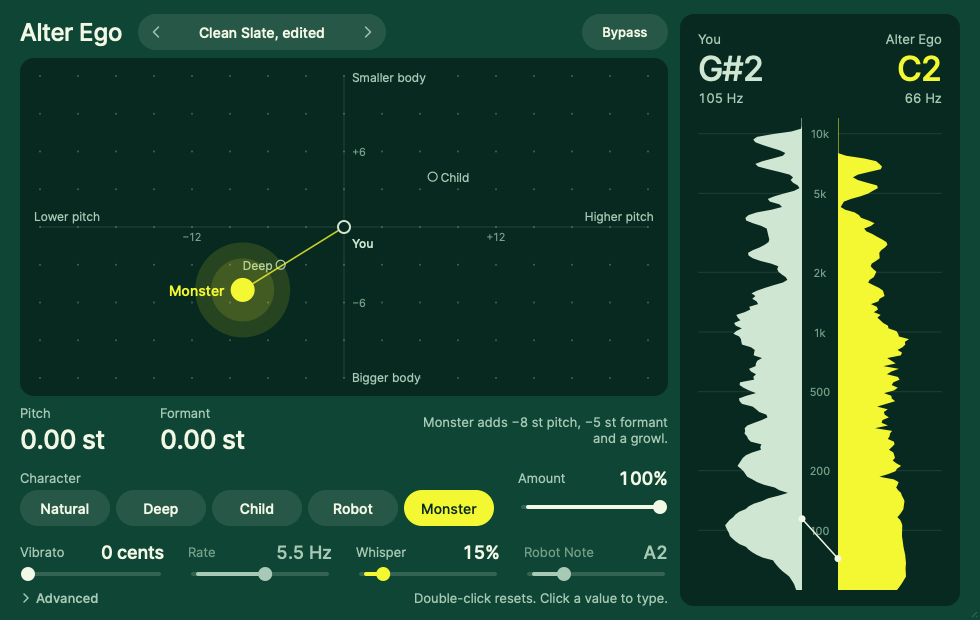 Alter Ego
Clean Slate, edited
Bypass
Smaller body
+6
Child
Lower pitch
Higher pitch
−12
+12
You
Deep
Monster
−6
Bigger body
You
Alter Ego
G#2
C2
105 Hz
66 Hz
10k
5k
2k
1k
500
200
100
Pitch
Formant
0.00 st
0.00 st
Monster adds −8 st pitch, −5 st formant
and a growl.
Character
Amount
100%
Natural
Deep
Child
Robot
Monster
Vibrato
0 cents
Rate
5.5 Hz
Whisper
15%
Robot Note
A2
Advanced
Double-click resets. Click a value to type.